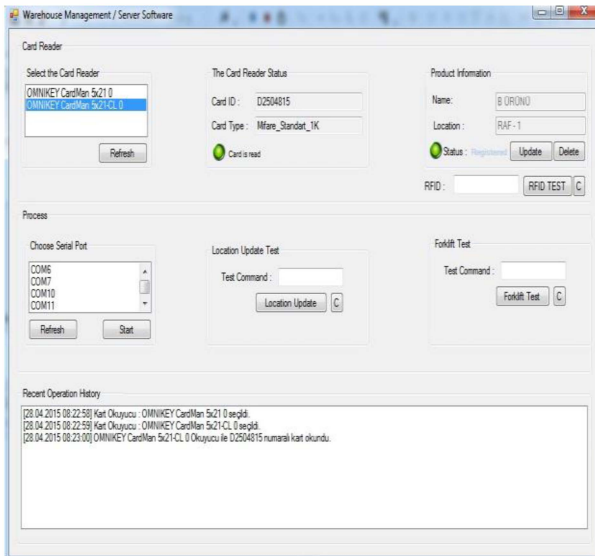 Warehouse Management / Server Software
Card Reader
Select the Card Reader
OMNIKEY CardMan 5x21 0
OMNIKEY CardMan 5x21-CL 0
Refresh
The Card Reader Status
Card ID : D2504815
Card Type : Mifare_Standart_1K
Card is read
Product Information
Name: B ÜRÜNÜ
Location : RAF - 1
Status : Update Delete
RFID : RFID TEST C
Process
Choose Serial Port
COM6
COM7
COM10
COM11
Refresh Start
Location Update Test
Test Command :
Location Update C
Forklift Test
Test Command :
Forklift Test C
Recent Operation History
[28.04.2015 08:22:58] Kart Okuyucu : OMNIKEY CardMan 5x21 0 seçildi.
[28.04.2015 08:22:59] Kart Okuyucu : OMNIKEY CardMan 5x21-CL 0 seçildi.
[28.04.2015 08:23:00] OMNIKEY CardMan 5x21-CL 0 Okuyucu ile D2504815 numaralı kart okundu.